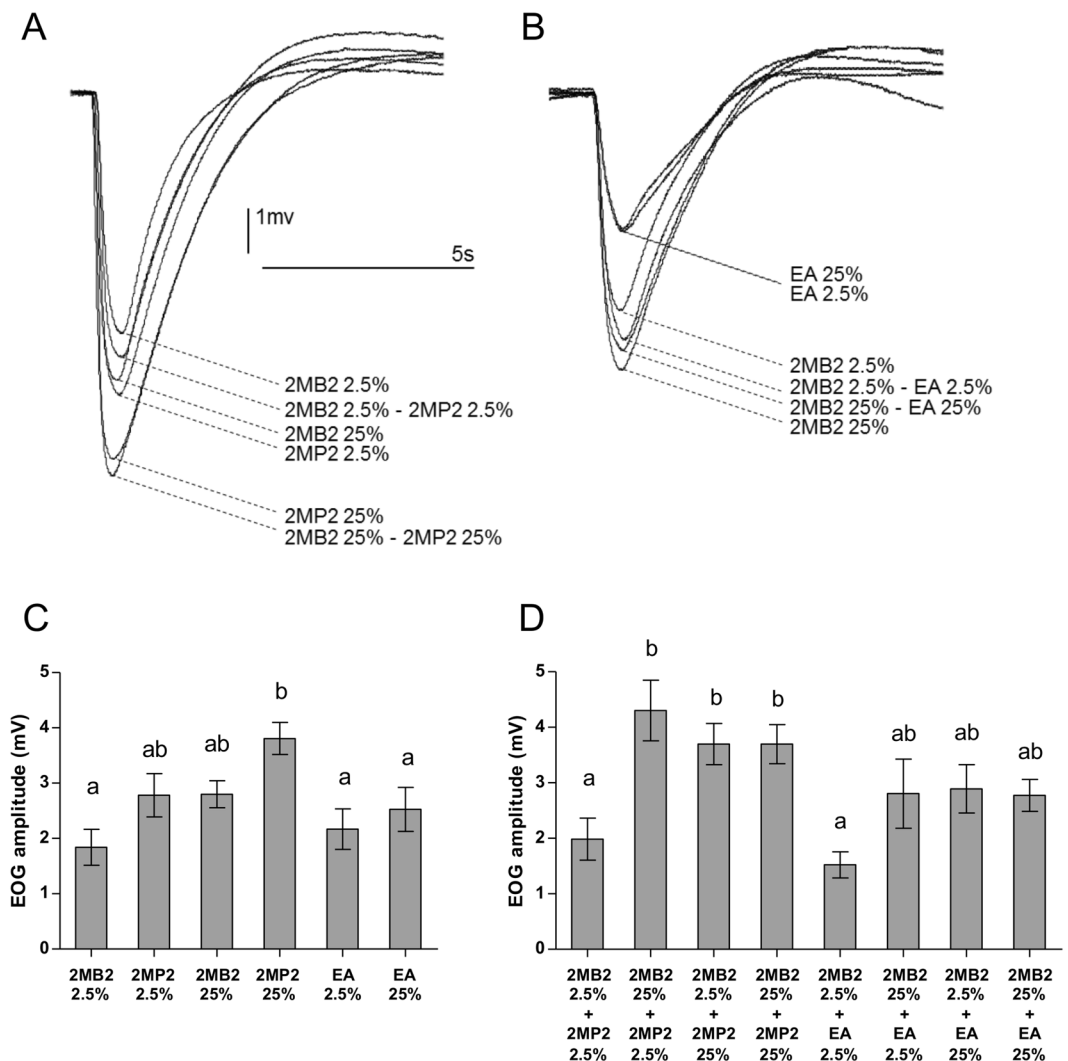 A
B
1mv
5s
2MB2 2.5%
2MB2 2.5% - 2MP2 2.5%
2MB2 25%
2MP2 2.5%
2MP2 25%
2MB2 25% - 2MP2 25%
EA 25%
EA 2.5%
2MB2 2.5%
2MB2 2.5% - EA 2.5%
2MB2 25% - EA 25%
2MB2 25%
C
EOG amplitude (mV)
5
4
3
2
1
0
a
ab
ab
b
a
a
2MB2 2MP2 2MB2 2MP2 EA EA
2.5% 2.5% 25% 25% 2.5% 25%
D
EOG amplitude (mV)
5
4
3
2
1
0
a
b
b
b
a
ab
ab
ab
2MB2 2MB2 2MB2 2MB2 2MB2 2MB2 2MB2 2MB2
2.5% 25% 2.5% 25% 2.5% 25% 2.5% 25%
+ + + + + + + +
2MP2 2MP2 2MP2 2MP2 EA EA EA EA
2.5% 2.5% 25% 25% 2.5% 2.5% 25% 25%